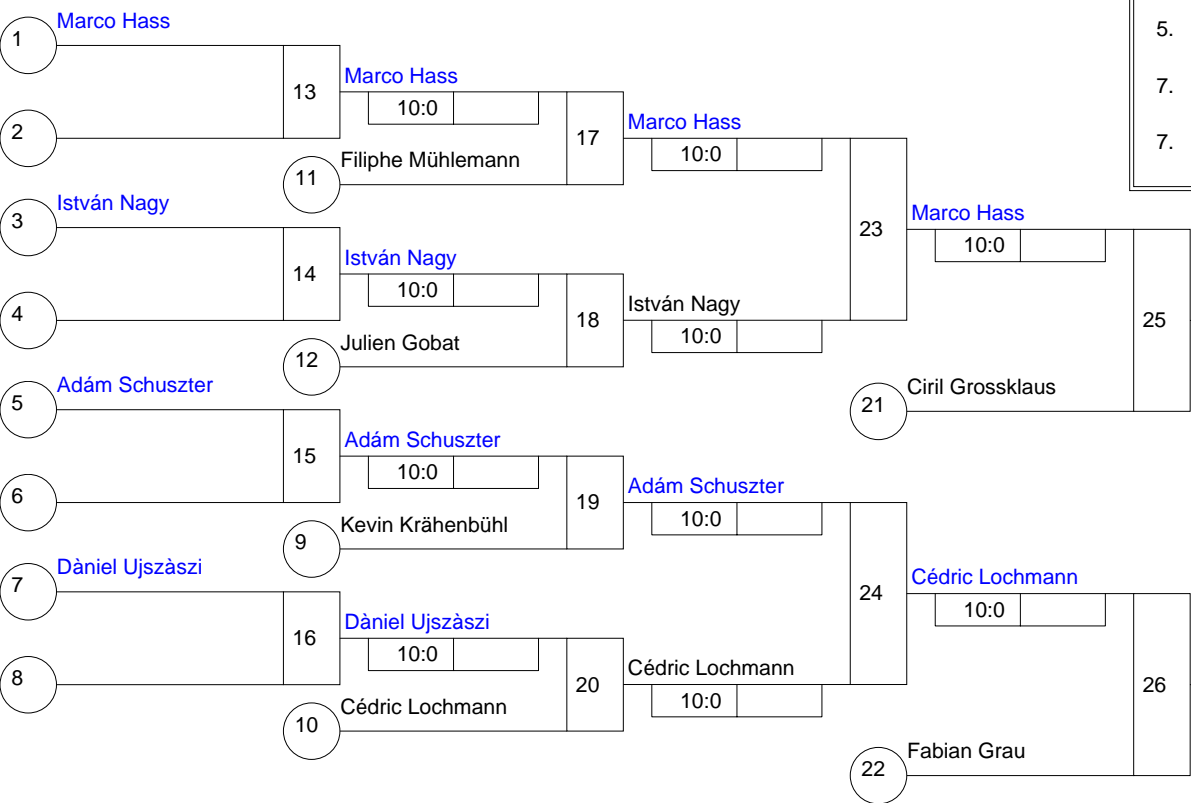 Marco Hass
1
5.
13
Marco Hass
7.
10:0
2
17
Marco Hass
7.
10:0
Filiphe Mühlemann
11
István Nagy
3
Marco Hass
23
10:0
István Nagy
14
10:0
István Nagy
4
18
25
10:0
Julien Gobat
12
Adám Schuszter
5
Ciril Grossklaus
21
Adám Schuszter
15
10:0
Adám Schuszter
6
19
10:0
Kevin Krähenbühl
9
Dàniel Ujszàszi
7
Cédric Lochmann
24
10:0
Dàniel Ujszàszi
16
10:0
Cédric Lochmann
8
20
26
10:0
Cédric Lochmann
10
Fabian Grau
22